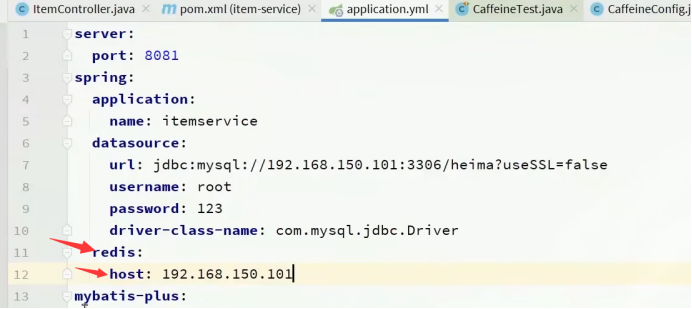 ItemController.java pom.xml (item-service) application.yml CaffeineTest.java CaffeineConfig.j
1 server:
2 port: 8081
3 spring:
4 application:
5 name: itemservice
6 datasource:
7 url: jdbc:mysql://192.168.150.101:3306/heima?useSSL=false
8 username: root
9 password: 123
10 driver-class-name: com.mysql.jdbc.Driver
11 redis:
12 host: 192.168.150.101
13 mybatis-plus: